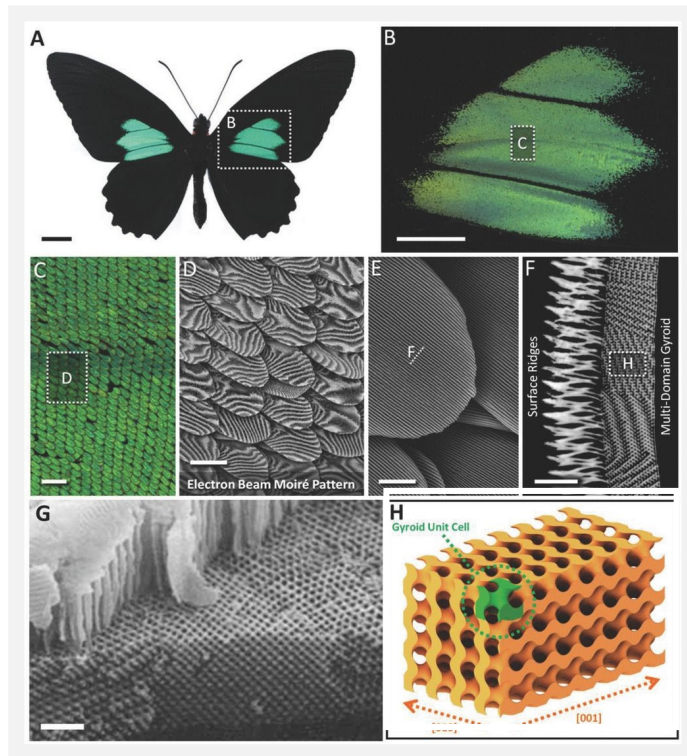 A
B
B
C
C
D
D
Electron Beam Moiré Pattern
E
F
F
Surface Ridges
H
Multi-Domain Gyroid
G
H
Gyroid Unit Cell
[001]